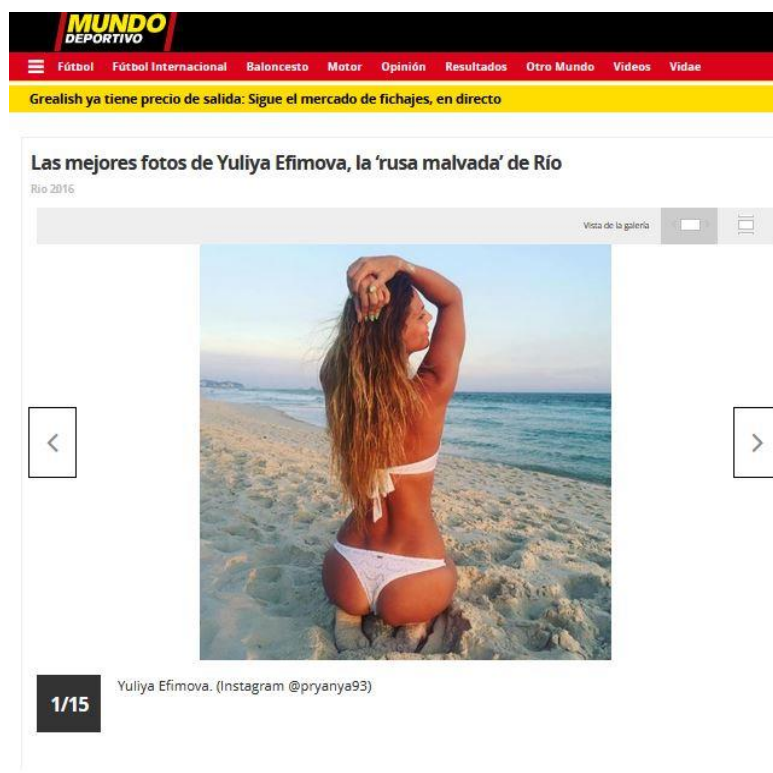 MUNDO
DEPORTIVO
Fútbol Fútbol Internacional Baloncesto Motor Opinión Resultados Otro Mundo Videos Vidae
Grealish ya tiene precio de salida: Sigue el mercado de fichajes, en directo
Las mejores fotos de Yuliya Efimova, la ‘rusa malvada’ de Río
Rio 2016
Vista de la galería
1/15
Yuliya Efimova. (Instagram @pryanya93)